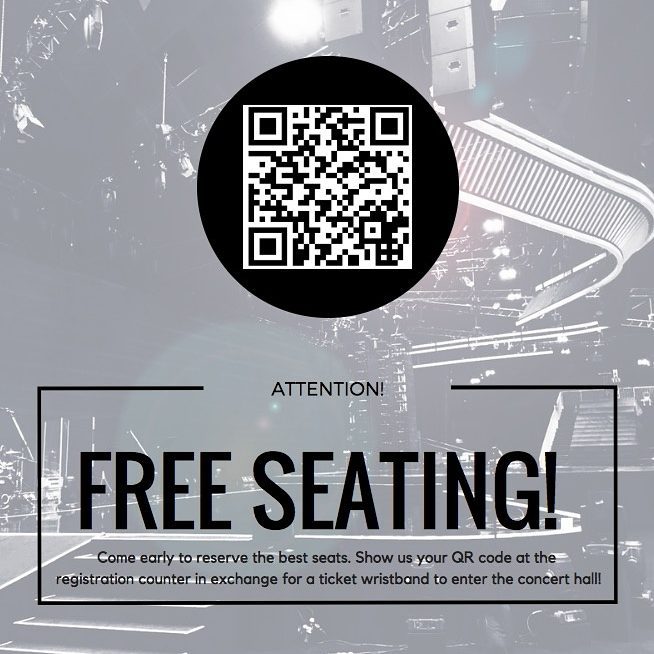 ATTENTION!
FREE SEATING!
Come early to reserve the best seats. Show us your QR code at the
registration counter in exchange for a ticket wristband to enter the concert hall!